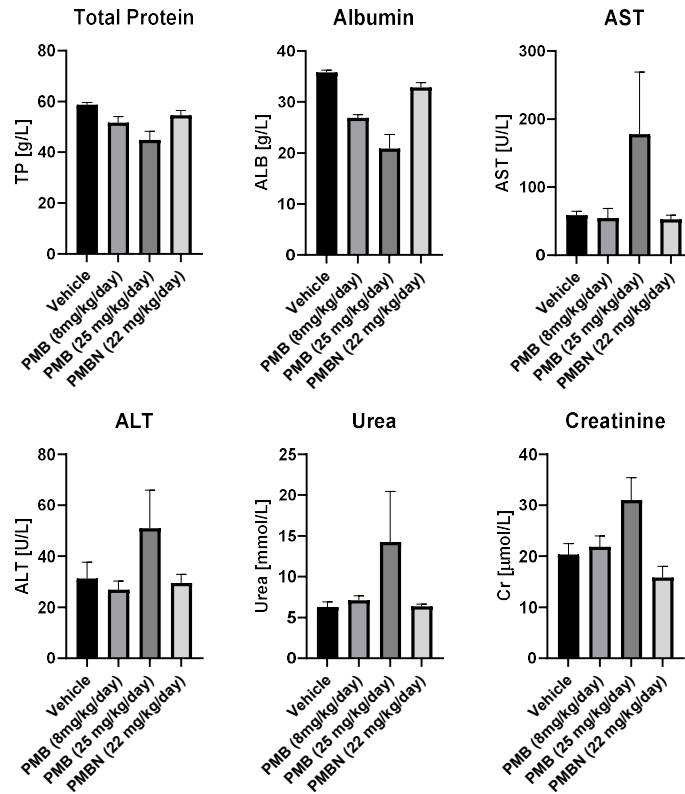 Total Protein
TP [g/L]
80
60
40
20
0
Vehicle
PMB (8mg/kg/day)
PMB (25 mg/kg/day)
PMBN (22 mg/kg/day)
Albumin
ALB [g/L]
40
30
20
10
0
Vehicle
PMB (8mg/kg/day)
PMB (25 mg/kg/day)
PMBN (22 mg/kg/day)
AST
AST [U/L]
300
200
100
0
Vehicle
PMB (8mg/kg/day)
PMB (25 mg/kg/day)
PMBN (22 mg/kg/day)
ALT
ALT [U/L]
80
60
40
20
0
Vehicle
PMB (8mg/kg/day)
PMB (25 mg/kg/day)
PMBN (22 mg/kg/day)
Urea
Urea [mmol/L]
25
20
15
10
5
0
Vehicle
PMB (8mg/kg/day)
PMB (25 mg/kg/day)
PMBN (22 mg/kg/day)
Creatinine
Cr [µmol/L]
40
30
20
10
0
Vehicle
PMB (8mg/kg/day)
PMB (25 mg/kg/day)
PMBN (22 mg/kg/day)